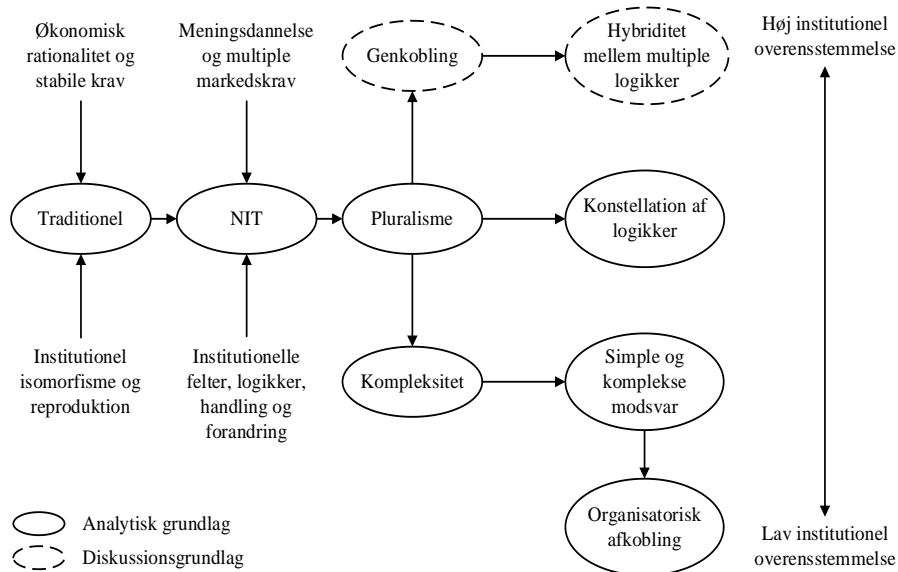 Økonomisk
rationalitet og
stabile krav
Meningsdannelse
og multiple
markedskrav
Genkobling
Hybriditet
mellem multiple
logikker
Høj institutionel
overensstemmelse
Traditionel
NIT
Pluralisme
Konstellation af
logikker
Institutionel
isomorfisme og
reproduktion
Institutionelle
felter, logikker,
handling og
forandring
Kompleksitet
Simple og
komplekse
modsvar
Organisatorisk
afkobling
Lav institutionel
overensstemmelse
Analytisk grundlag
Diskussionsgrundlag